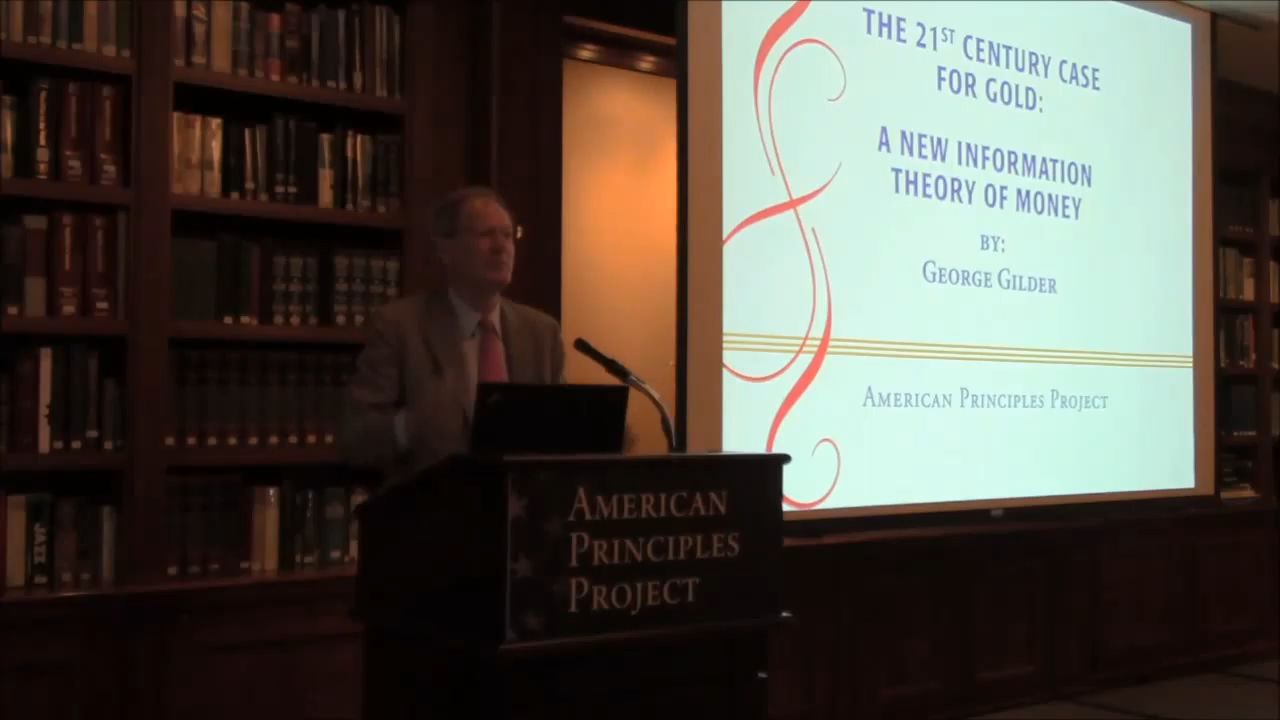 THE 21ST CENTURY CASE
FOR GOLD:
A NEW INFORMATION
THEORY OF MONEY
BY:
GEORGE GILDER
AMERICAN PRINCIPLES PROJECT
AMERICAN
PRINCIPLES
PROJECT
JAZZ